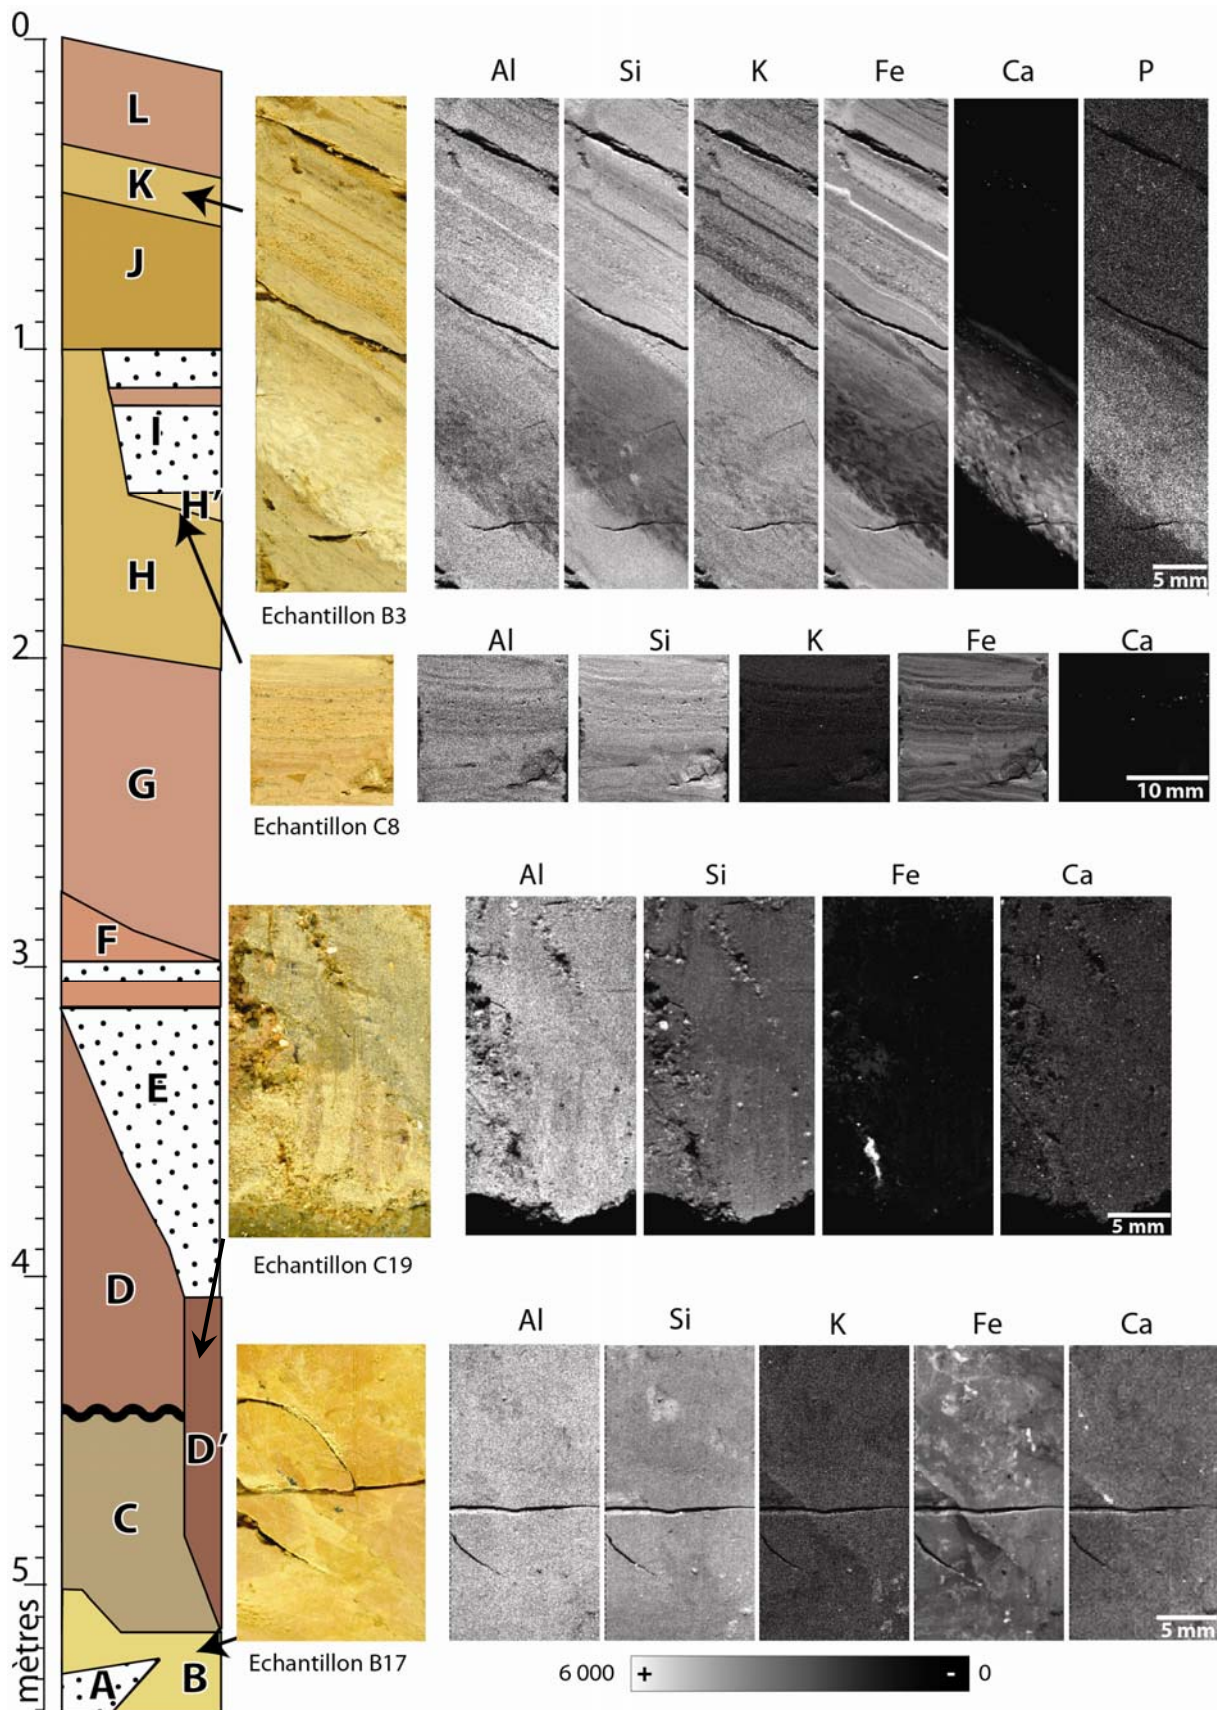 0
L
K
J
1
I
H'
H
2
G
F
3
E
D
4
D'
C
5
mètres
A
B
Al Si K Fe Ca P
5 mm
Echantillon B3
Al Si K Fe Ca
10 mm
Echantillon C8
Al Si Fe Ca
5 mm
Echantillon C19
Al Si K Fe Ca
5 mm
Echantillon B17
6 000 + - 0